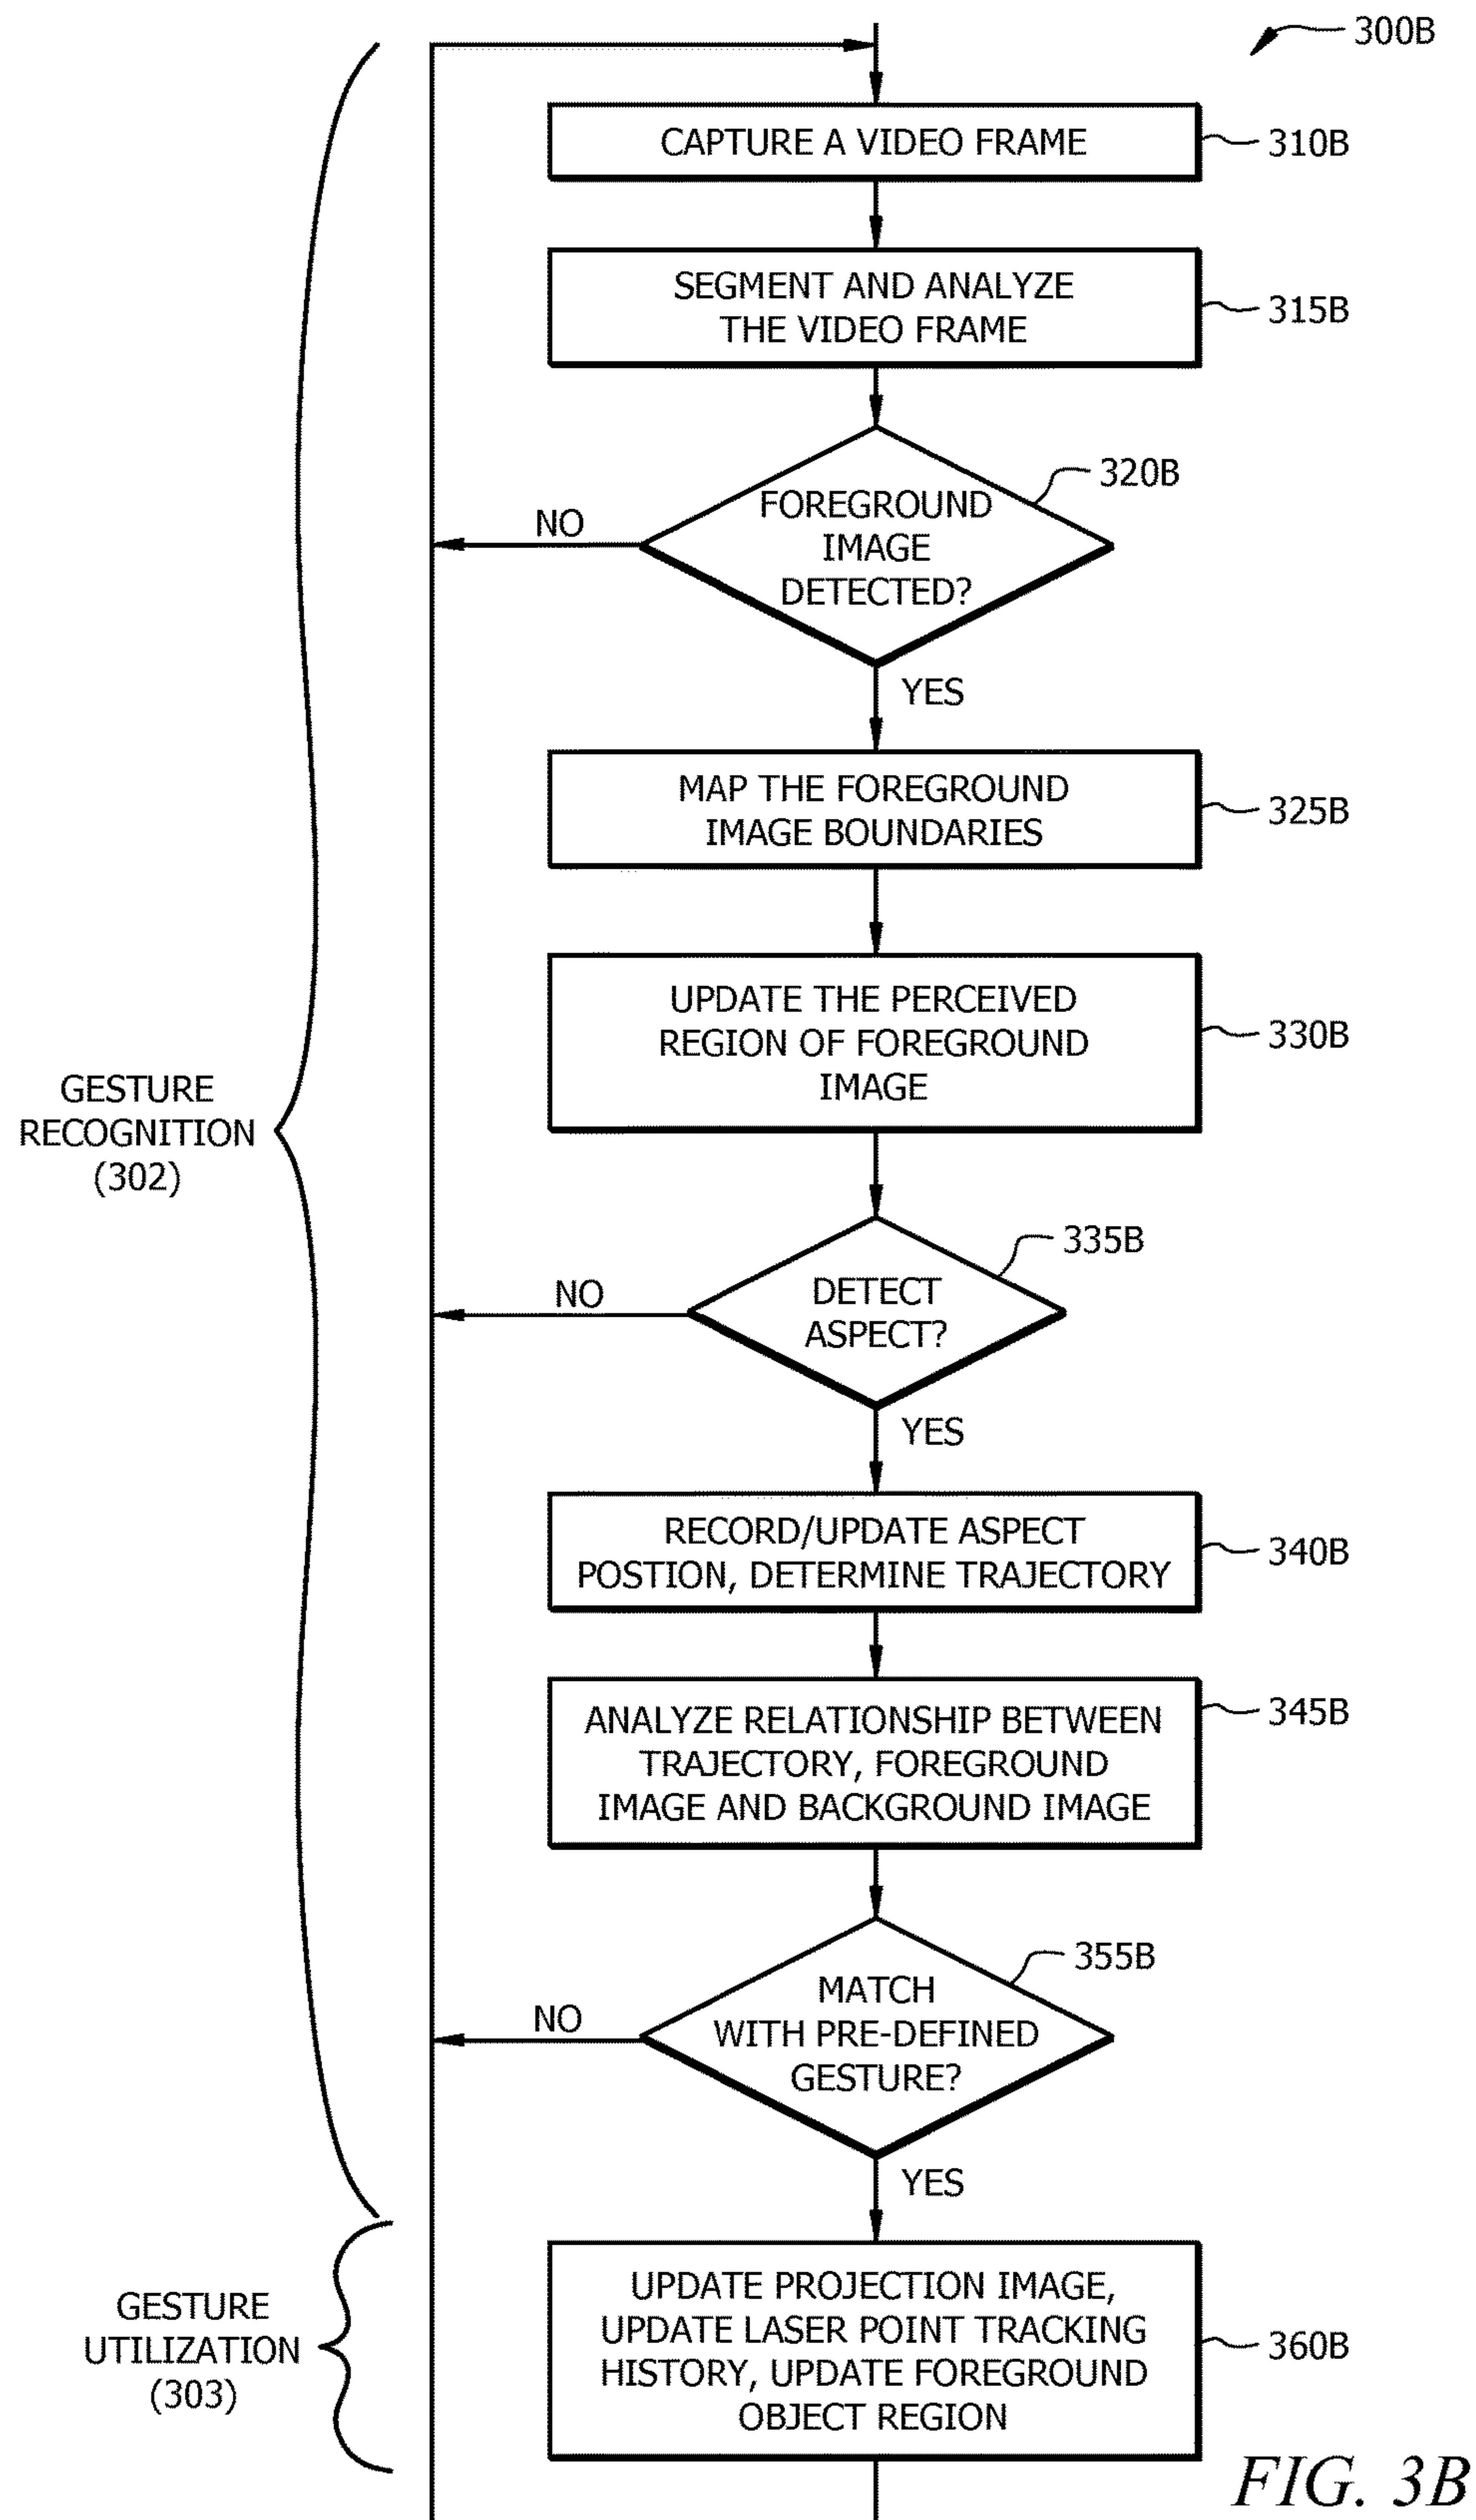 300B
CAPTURE A VIDEO FRAME
310B
SEGMENT AND ANALYZE
THE VIDEO FRAME
315B
320B
FOREGROUND
IMAGE
DETECTED?
NO
YES
MAP THE FOREGROUND
IMAGE BOUNDARIES
325B
UPDATE THE PERCEIVED
REGION OF FOREGROUND
IMAGE
330B
GESTURE
RECOGNITION
(302)
335B
DETECT
ASPECT?
NO
YES
RECORD/UPDATE ASPECT
POSTION, DETERMINE TRAJECTORY
340B
ANALYZE RELATIONSHIP BETWEEN
TRAJECTORY, FOREGROUND
IMAGE AND BACKGROUND IMAGE
345B
355B
MATCH
WITH PRE-DEFINED
GESTURE?
NO
YES
GESTURE
UTILIZATION
(303)
UPDATE PROJECTION IMAGE,
UPDATE LASER POINT TRACKING
HISTORY, UPDATE FOREGROUND
OBJECT REGION
360B
FIG. 3B